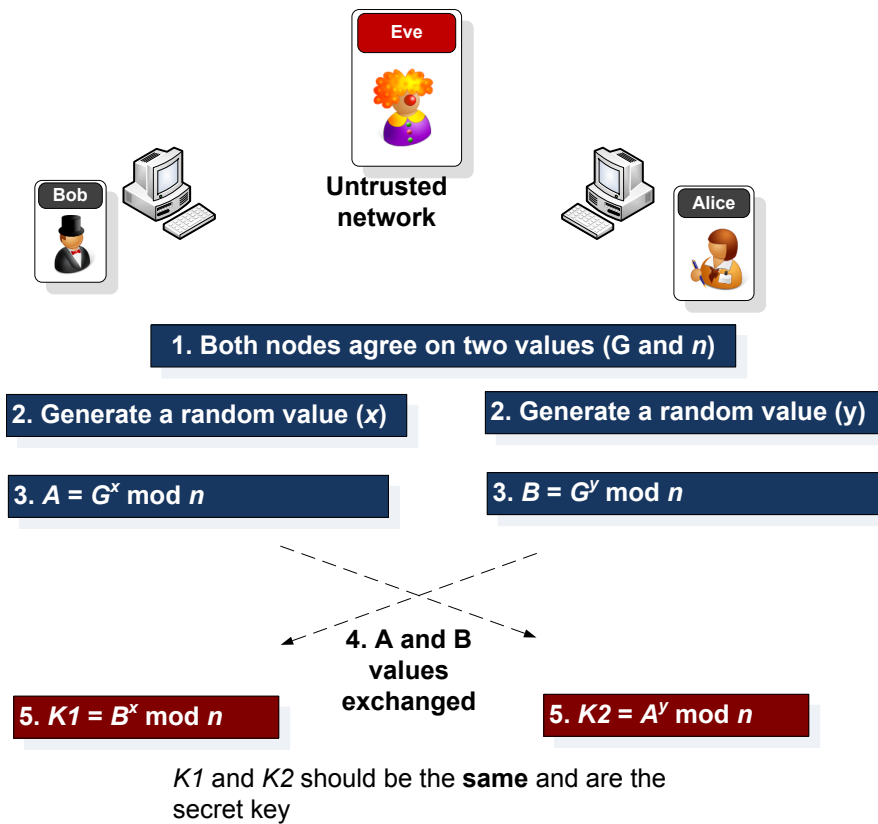 Eve
Untrusted
network
Bob
Alice
1. Both nodes agree on two values (G and n)
2. Generate a random value (x)
2. Generate a random value (y)
3. A = Gˣ mod n
3. B = Gʸ mod n
4. A and B
values
exchanged
5. K1 = Bˣ mod n
5. K2 = Aʸ mod n
K1 and K2 should be the same and are the
secret key